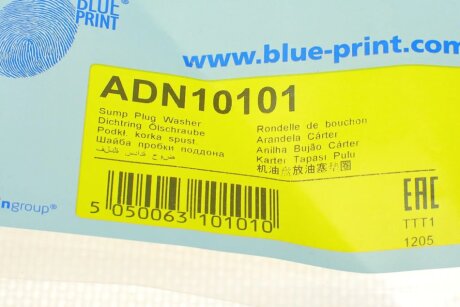 BLUE
PRINT
www.blue-print.com
ADN10101
Sump Plug Washer
Dichtring Ölschraube
Podkł. korka spust.
Шайба пробки поддона
Rondelle de bouchon
Arandela Cárter
Anilha Bujão Cárter
Karter Tapası Pulu
机油 放油塞 圈
ngroup®
5 050063 101010
EAC
TTT1
1205